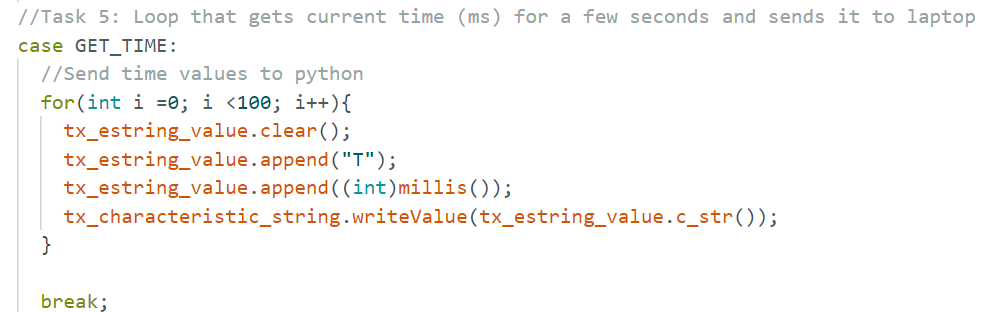 //Task 5: Loop that gets current time (ms) for a few seconds and sends it to laptop
case GET_TIME:
//Send time values to python
for(int i =0; i <100; i++){
tx_estring_value.clear();
tx_estring_value.append("T");
tx_estring_value.append((int)millis());
tx_characteristic_string.writeValue(tx_estring_value.c_str());
}
break;